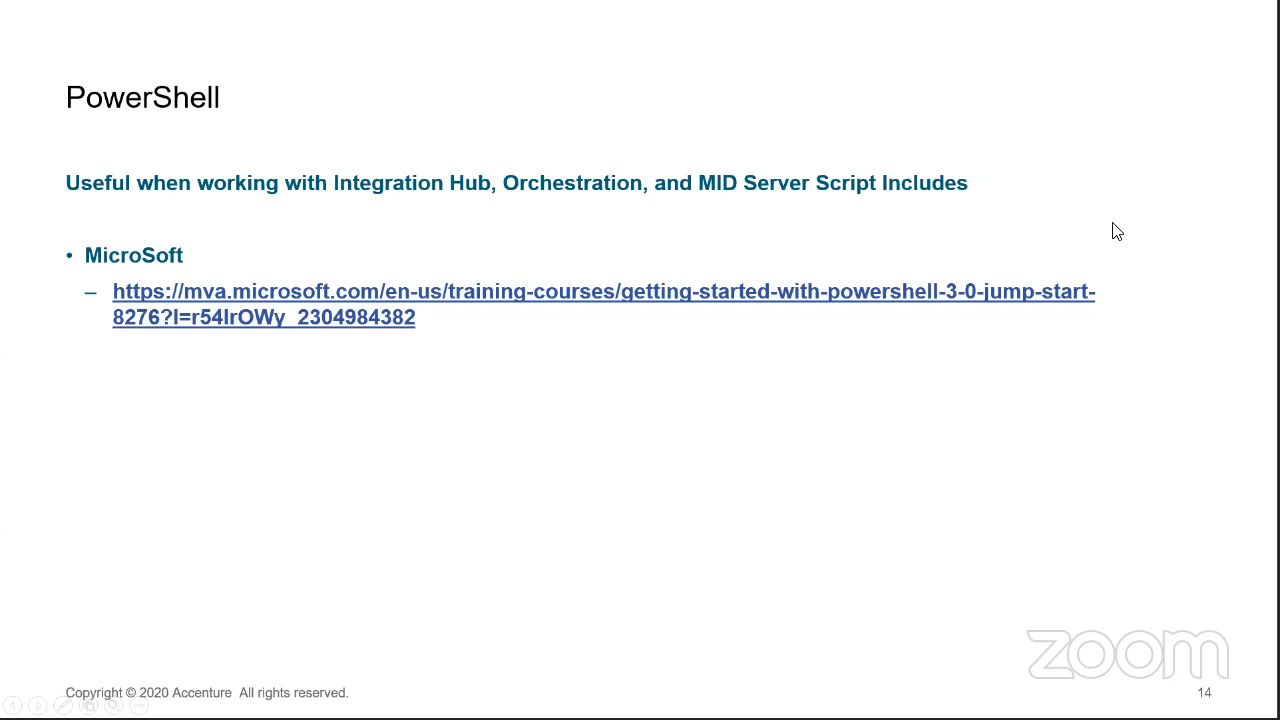 PowerShell
Useful when working with Integration Hub, Orchestration, and MID Server Script Includes
• MicroSoft
– https://mva.microsoft.com/en-us/training-courses/getting-started-with-powershell-3-0-jump-start-
8276?l=r54IrOWy_2304984382
zoom
Copyright © 2020 Accenture All rights reserved.
14